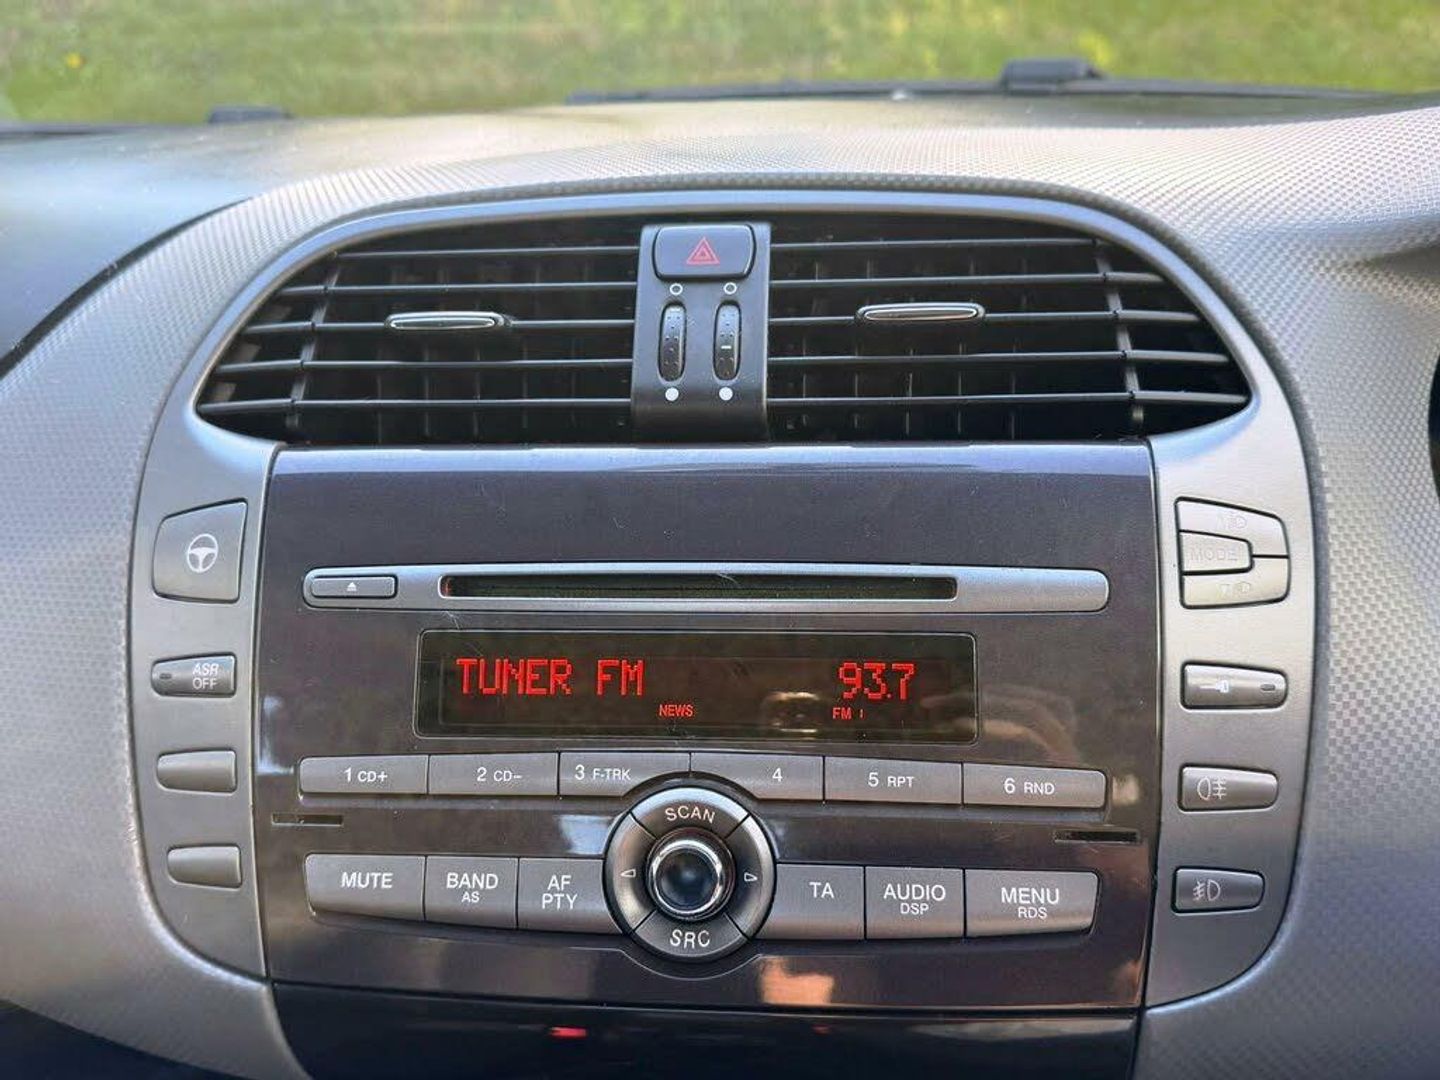 ASR
OFF
MODE
TUNER FM 93.7
NEWS FM I
1 CD+ 2 CD- 3 F-TRK 4 5 RPT 6 RND
SCAN
MUTE BAND AF TA AUDIO MENU
AS PTY DSP RDS
SRC